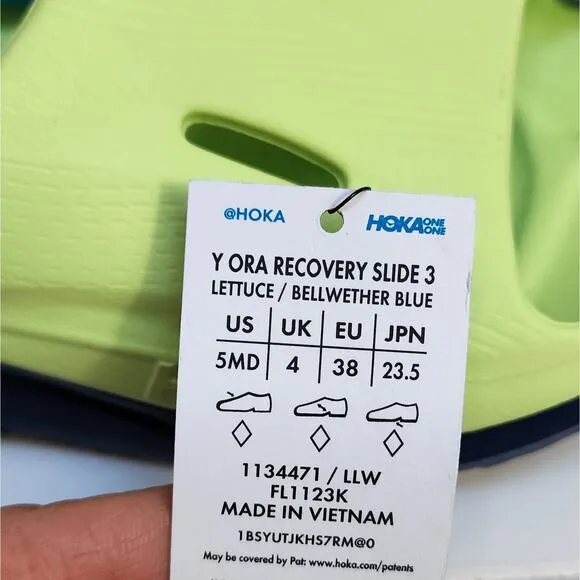 @HOKA HOKA ONE ONE
Y ORA RECOVERY SLIDE 3
LETTUCE / BELLWETHER BLUE
US UK EU JPN
5MD 4 38 23.5
1134471 / LLW
FL1123K
MADE IN VIETNAM
1BSYUTJKHS7RM@0
May be covered by Pat: www.hoka.com/patents